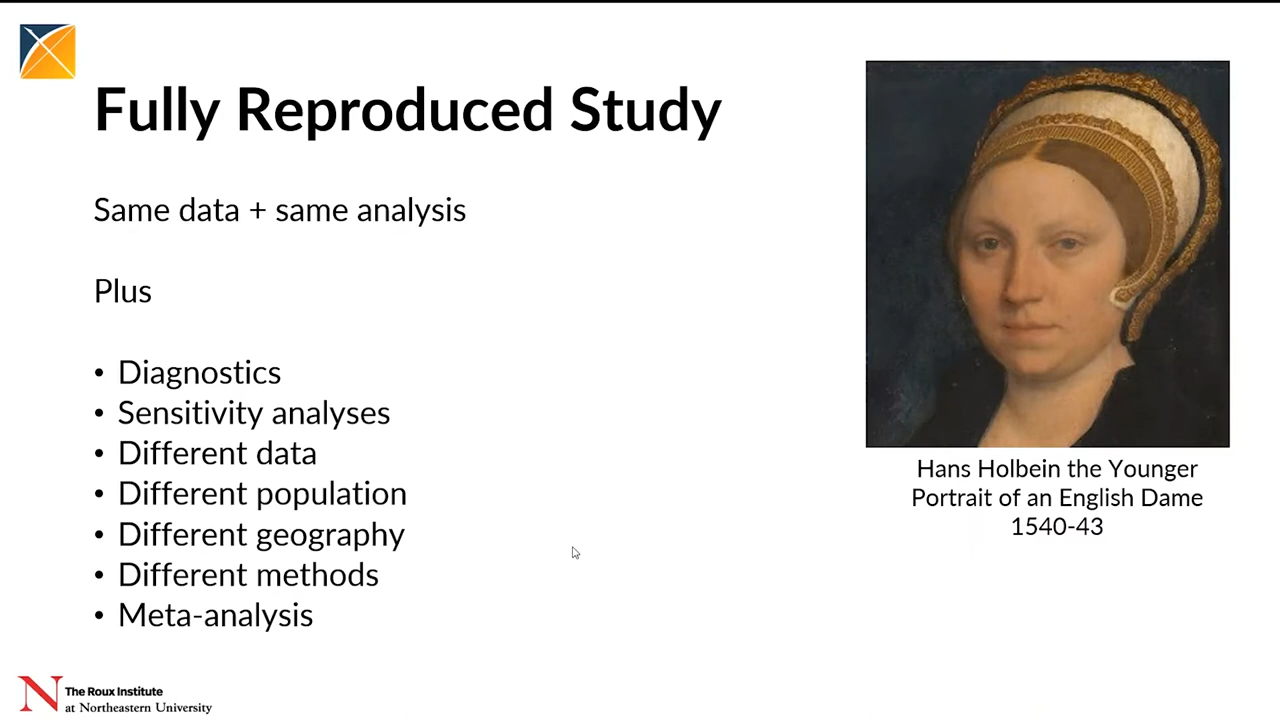 Fully Reproduced Study
Same data + same analysis
Plus
• Diagnostics
• Sensitivity analyses
• Different data
• Different population
• Different geography
• Different methods
• Meta-analysis
Hans Holbein the Younger
Portrait of an English Dame
1540-43
N
The Roux Institute
at Northeastern University